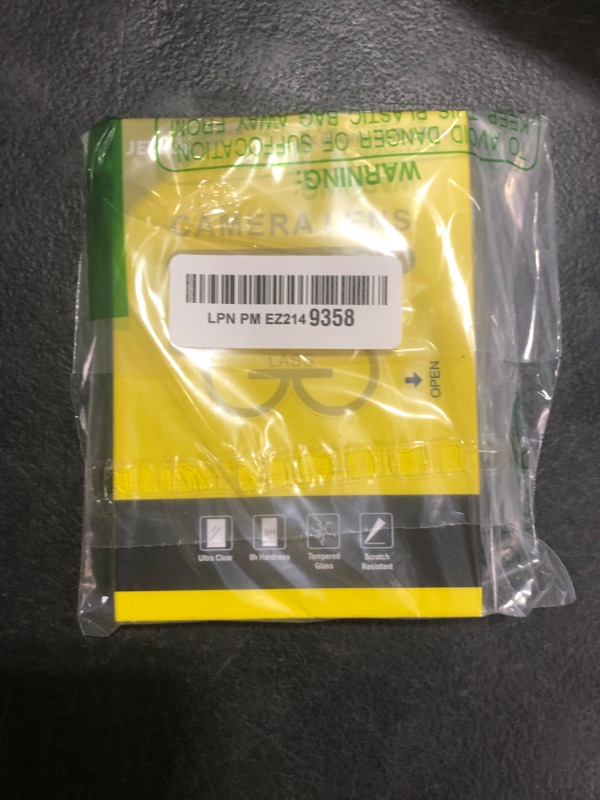 KEEP THIS PLASTIC BAG AWAY FROM
TO AVOID DANGER OF SUFFOCATION
WARNING:
CAMERA LENS
LPN PM EZ214 9358
OPEN
Ultra Clear
9H
9h Hardness
Tempered
Glass
Scratch
Resistant